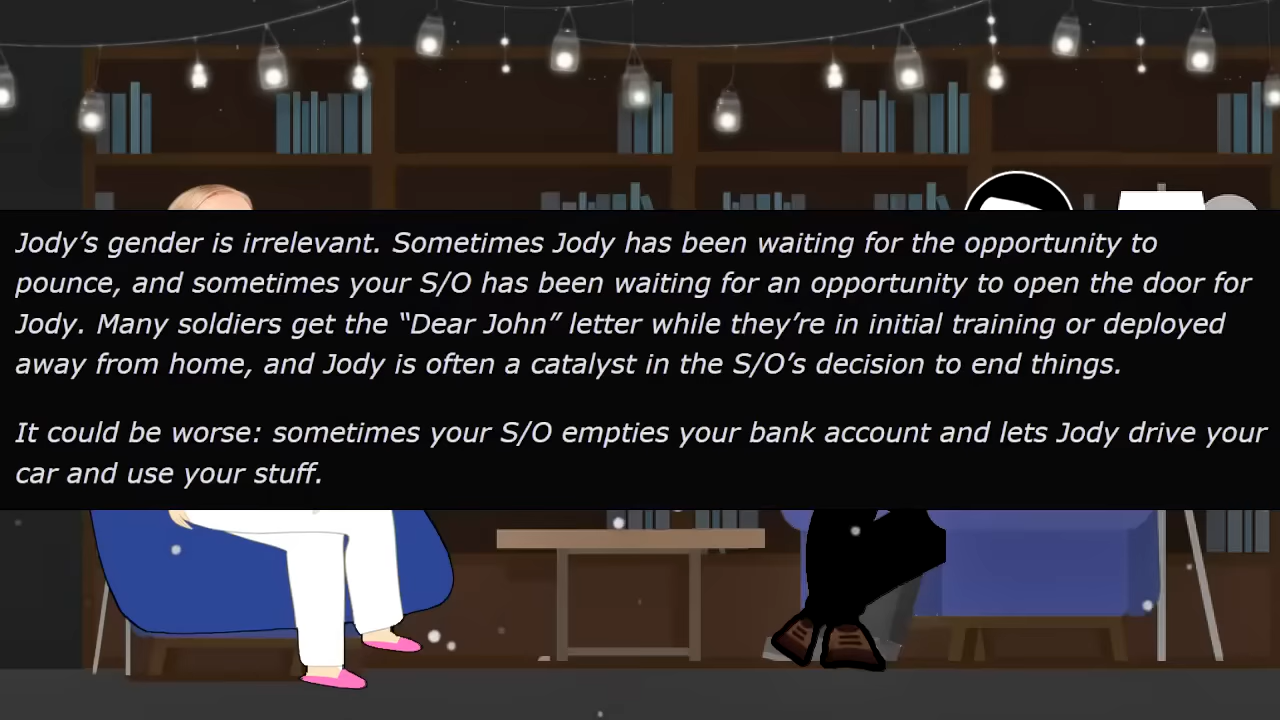 Jody’s gender is irrelevant. Sometimes Jody has been waiting for the opportunity to
pounce, and sometimes your S/O has been waiting for an opportunity to open the door for
Jody. Many soldiers get the “Dear John” letter while they’re in initial training or deployed
away from home, and Jody is often a catalyst in the S/O’s decision to end things.
It could be worse: sometimes your S/O empties your bank account and lets Jody drive your
car and use your stuff.